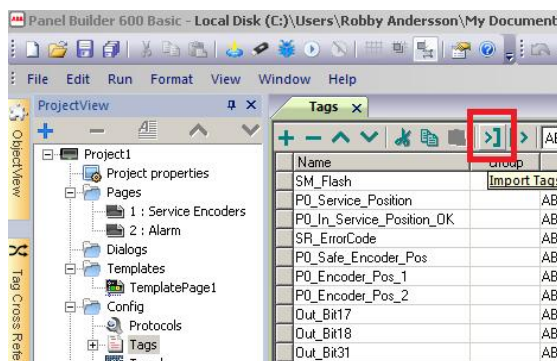 Panel Builder 600 Basic - Local Disk (C:)\Users\Robby Andersson\My Document
File Edit Run Format View Window Help
ProjectView
Tags
ObjectView
Tag Cross Refe
Project1
Project properties
Pages
1 : Service Encoders
2 : Alarm
Dialogs
Templates
TemplatePage1
Config
Protocols
Tags
AB
Name Group
Import Tags
SM_Flash
P0_Service_Position AB
P0_In_Service_Position_OK AB
SR_ErrorCode AB
P0_Safe_Encoder_Pos AB
P0_Encoder_Pos_1 AB
P0_Encoder_Pos_2 AB
Out_Bit17 AB
Out_Bit18 AB
Out_Bit31 AB